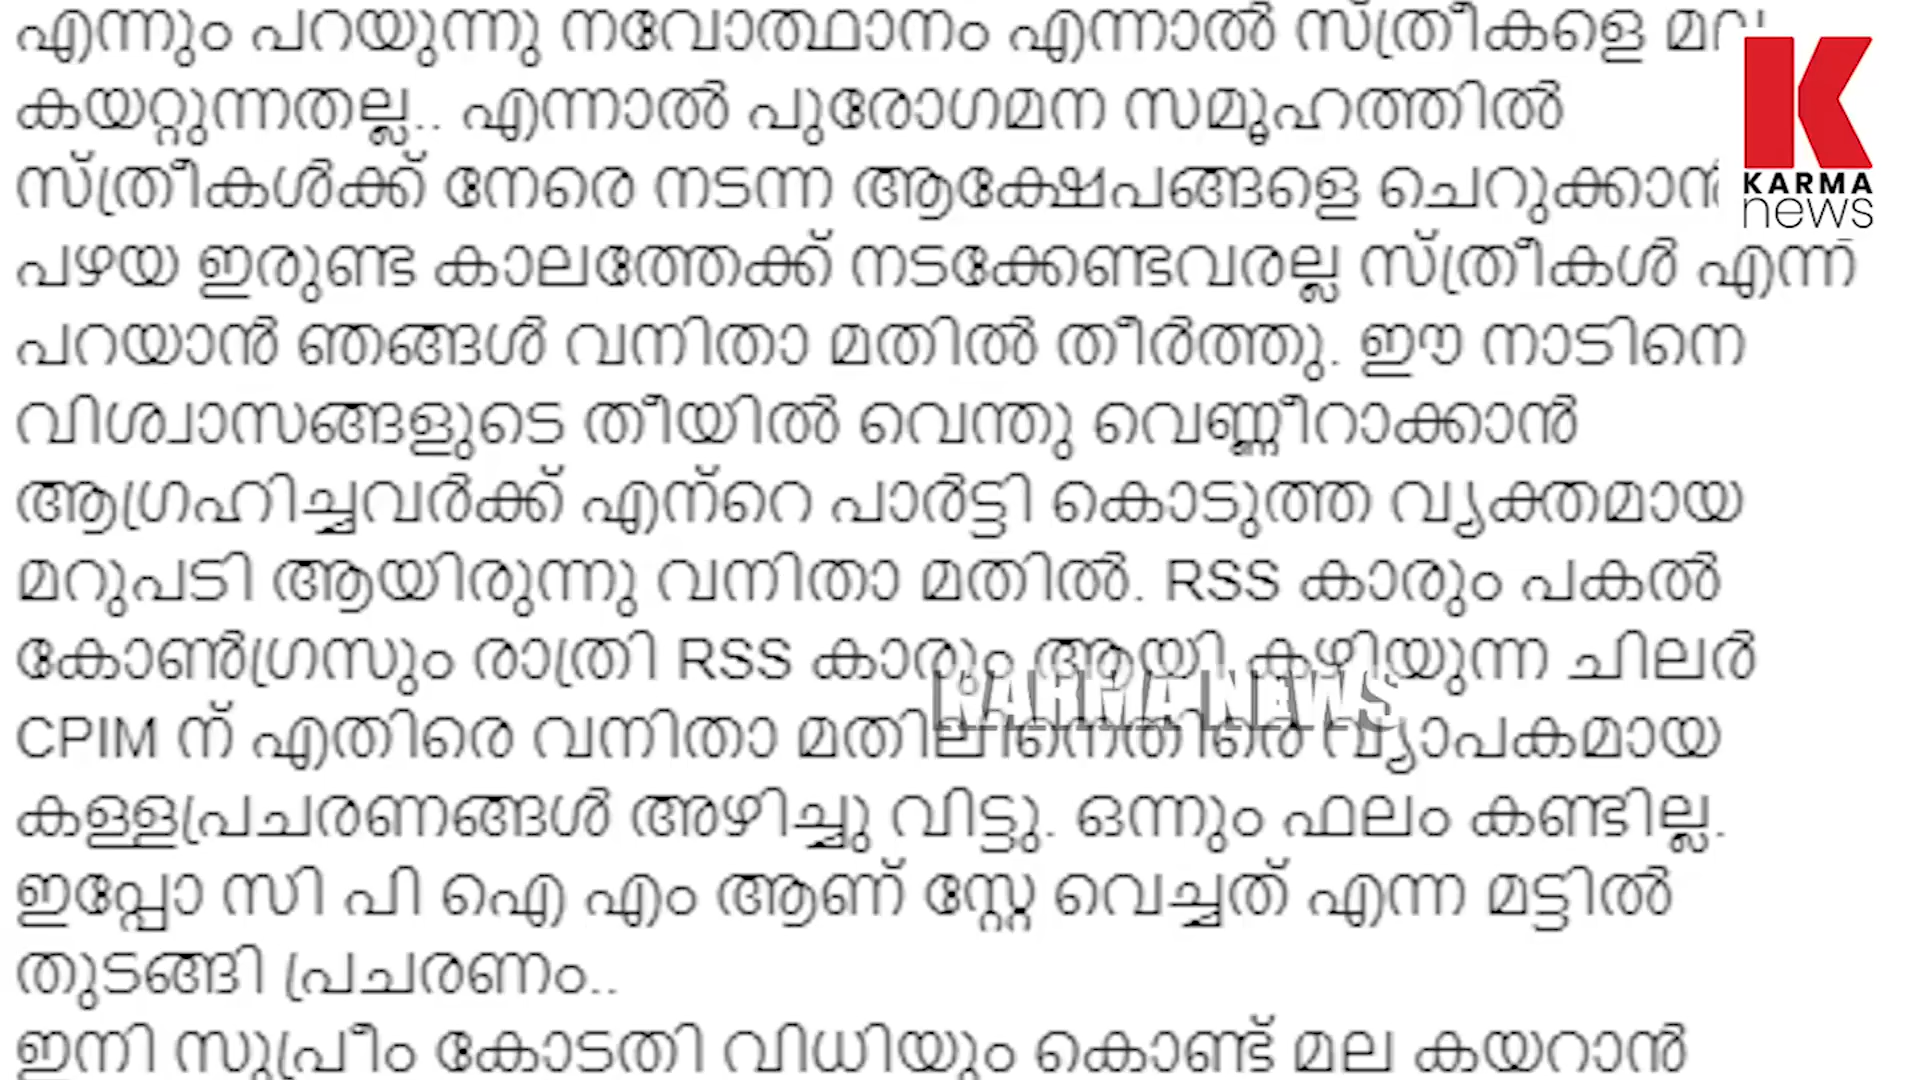 എന്നും പറയുന്നു നവോത്ഥാനം എന്നാൽ സ്ത്രീകളെ
കയറ്റുന്നതല്ല.. എന്നാൽ പുരോഗമന സമൂഹത്തിൽ
സ്ത്രീകൾക്ക് നേരെ നടന്ന ആക്ഷേപങ്ങളെ ചെറുക്കാൻ
പഴയ ഇരുണ്ട കാലത്തേക്ക് നടക്കേണ്ടവരല്ല സ്ത്രീകൾ എന്ന്
പറയാൻ ഞങ്ങൾ വനിതാ മതിൽ തീർത്തു. ഈ നാടിനെ
വിശ്വാസങ്ങളുടെ തീയിൽ വെന്തു വെണ്ണീറാക്കാൻ
ആഗ്രഹിച്ചവർക്ക് എന്റെ പാർട്ടി കൊടുത്ത വ്യക്തമായ
മറുപടി ആയിരുന്നു വനിതാ മതിൽ. RSS കാരും പകൽ
കോൺഗ്രസും രാത്രി RSS കാരും ആയി കഴിയുന്ന ചിലർ
CPIM ന് എതിരെ വനിതാ മതിലിനെതിരെ വ്യാപകമായ
കള്ളപ്രചരണങ്ങൾ അഴിച്ചു വിട്ടു. ഒന്നും ഫലം കണ്ടില്ല.
ഇപ്പോ സി പി ഐ എം ആണ് സ്റ്റേ വെച്ചത് എന്ന മട്ടിൽ
തുടങ്ങി പ്രചരണം..
ഇനി സുപ്രീം കോടതി വിധിയും കൊണ്ട് മല കയറാൻ
KARMA
news
KARMA NEWS